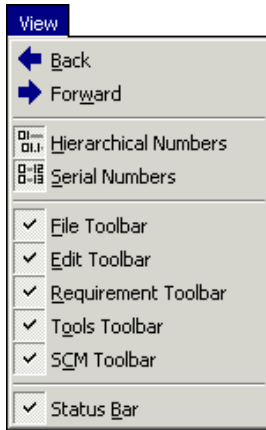 View
Back
Forward
Hierarchical Numbers
Serial Numbers
File Toolbar
Edit Toolbar
Requirement Toolbar
Tools Toolbar
SCM Toolbar
Status Bar